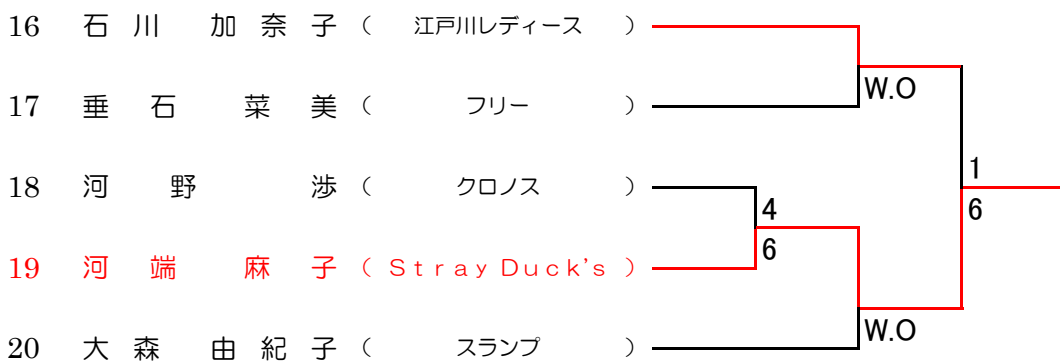 16 石川 加奈子 ( 江戸川レディース )
W.O
17 垂石 菜美 ( フリー )
1
18 河野 渉 ( クロノス )
4
6
6
19 河端 麻子 ( Stray Duck's )
W.O
20 大森 由紀子 ( スランプ )